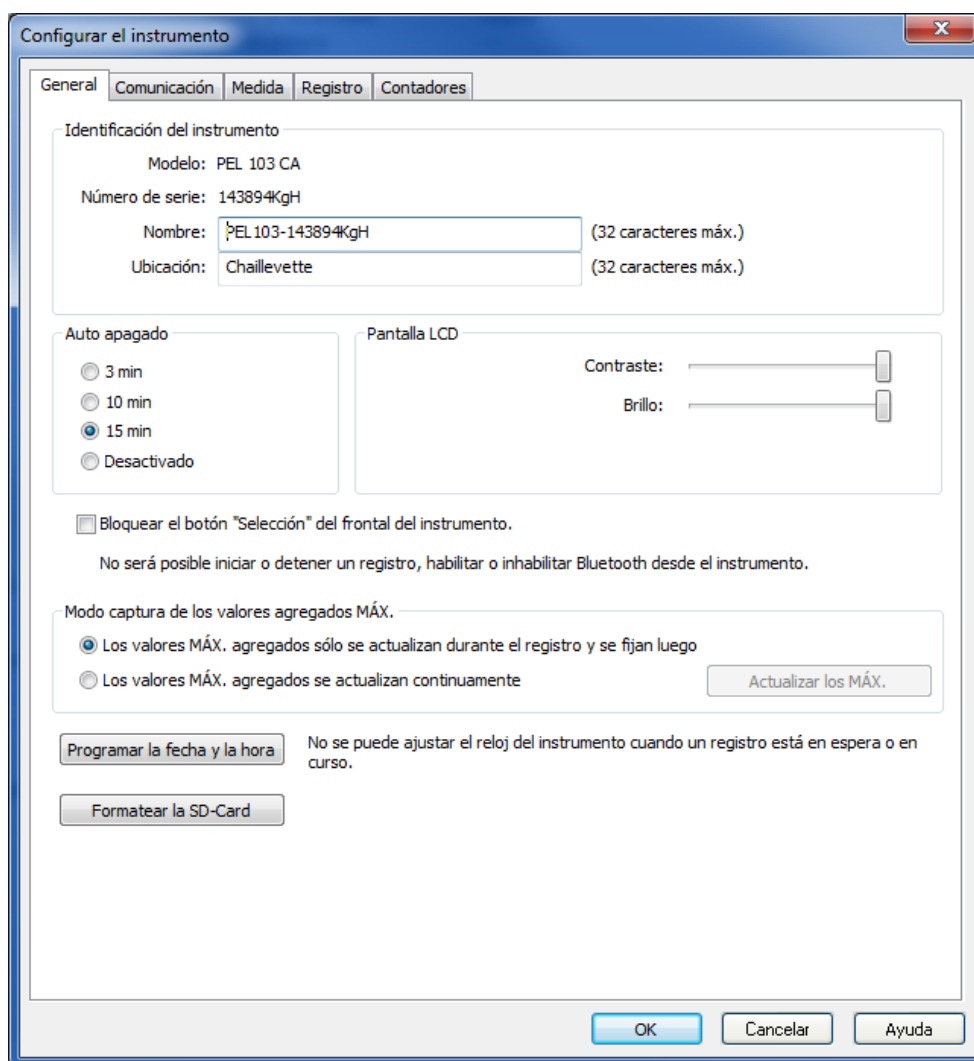 Configurar el instrumento
General Comunicación Medida Registro Contadores
Identificación del instrumento
Modelo: PEL 103 CA
Número de serie: 143894KgH
Nombre: PEL103-143894KgH (32 caracteres máx.)
Ubicación: Chaillevette (32 caracteres máx.)
Auto apagado
3 min
10 min
15 min
Desactivado
Pantalla LCD
Contraste:
Brillo:
Bloquear el botón "Selección" del frontal del instrumento.
No será posible iniciar o detener un registro, habilitar o inhabilitar Bluetooth desde el instrumento.
Modo captura de los valores agregados MÁX.
Los valores MÁX. agregados sólo se actualizan durante el registro y se fijan luego
Los valores MÁX. agregados se actualizan continuamente
Actualizar los MÁX.
Programar la fecha y la hora
No se puede ajustar el reloj del instrumento cuando un registro está en espera o en
curso.
Formatear la SD-Card
OK Cancelar Ayuda